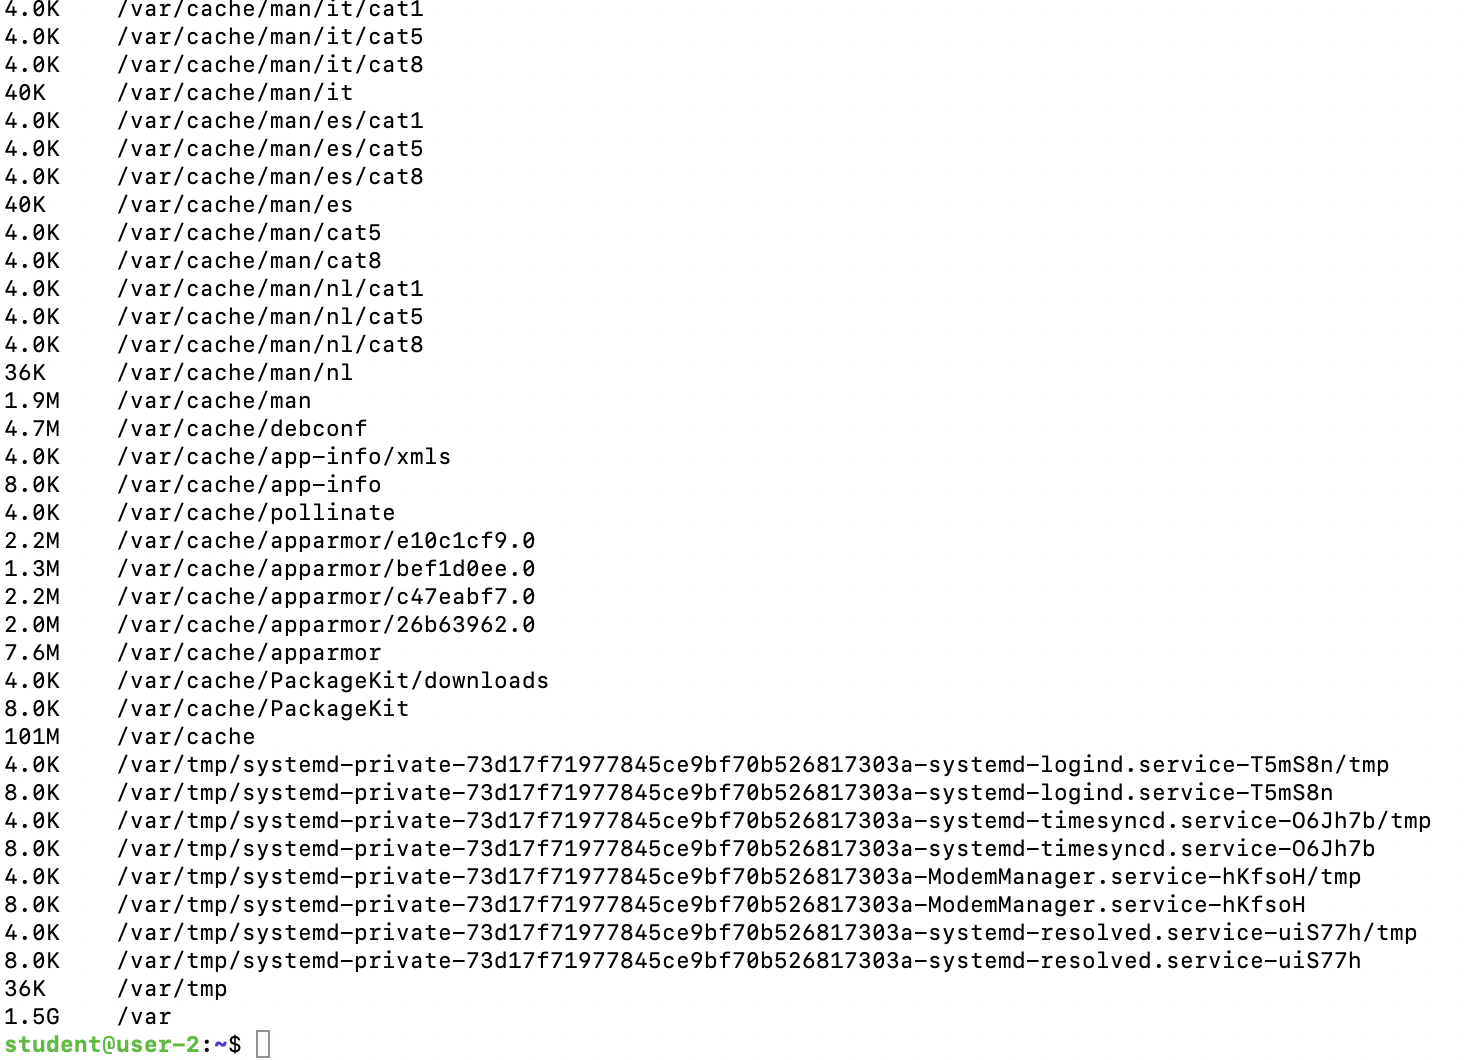 4.0K /var/cache/man/it/cat1
4.0K /var/cache/man/it/cat5
4.0K /var/cache/man/it/cat8
40K /var/cache/man/it
4.0K /var/cache/man/es/cat1
4.0K /var/cache/man/es/cat5
4.0K /var/cache/man/es/cat8
40K /var/cache/man/es
4.0K /var/cache/man/cat5
4.0K /var/cache/man/cat8
4.0K /var/cache/man/nl/cat1
4.0K /var/cache/man/nl/cat5
4.0K /var/cache/man/nl/cat8
36K /var/cache/man/nl
1.9M /var/cache/man
4.7M /var/cache/debconf
4.0K /var/cache/app-info/xmls
8.0K /var/cache/app-info
4.0K /var/cache/pollinate
2.2M /var/cache/apparmor/e10c1cf9.0
1.3M /var/cache/apparmor/bef1d0ee.0
2.2M /var/cache/apparmor/c47eabf7.0
2.0M /var/cache/apparmor/26b63962.0
7.6M /var/cache/apparmor
4.0K /var/cache/PackageKit/downloads
8.0K /var/cache/PackageKit
101M /var/cache
4.0K /var/tmp/systemd-private-73d17f71977845ce9bf70b526817303a-systemd-logind.service-T5mS8n/tmp
8.0K /var/tmp/systemd-private-73d17f71977845ce9bf70b526817303a-systemd-logind.service-T5mS8n
4.0K /var/tmp/systemd-private-73d17f71977845ce9bf70b526817303a-systemd-timesyncd.service-O6Jh7b/tmp
8.0K /var/tmp/systemd-private-73d17f71977845ce9bf70b526817303a-systemd-timesyncd.service-O6Jh7b
4.0K /var/tmp/systemd-private-73d17f71977845ce9bf70b526817303a-ModemManager.service-hKfsoH/tmp
8.0K /var/tmp/systemd-private-73d17f71977845ce9bf70b526817303a-ModemManager.service-hKfsoH
4.0K /var/tmp/systemd-private-73d17f71977845ce9bf70b526817303a-systemd-resolved.service-uiS77h/tmp
8.0K /var/tmp/systemd-private-73d17f71977845ce9bf70b526817303a-systemd-resolved.service-uiS77h
36K /var/tmp
1.5G /var
student@user-2:~$